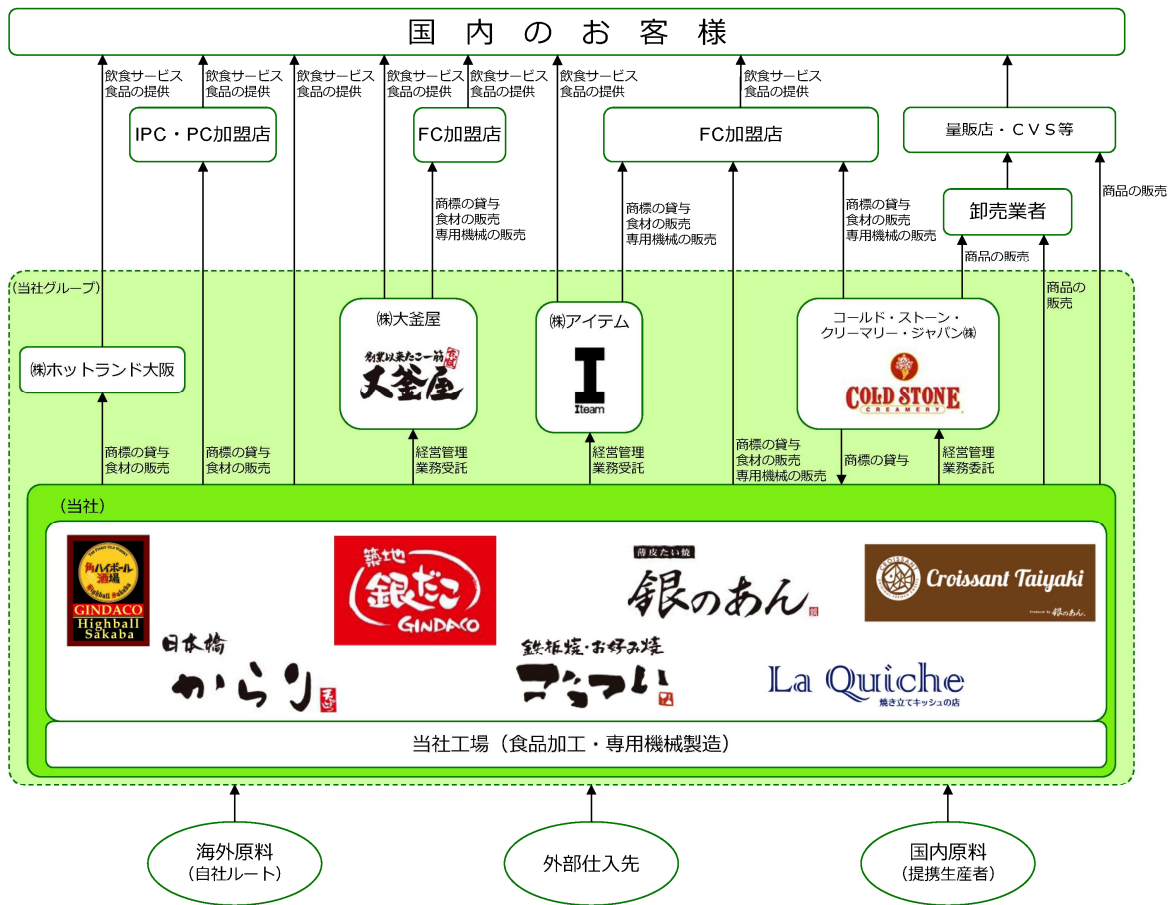 国内のお客様
飲食サービス
食品の提供
飲食サービス
食品の提供
飲食サービス
食品の提供
飲食サービス
食品の提供
飲食サービス
食品の提供
飲食サービス
食品の提供
飲食サービス
食品の提供
IPC・PC加盟店
FC加盟店
FC加盟店
量販店・CVS等
商標の貸与
食材の販売
専用機械の販売
商標の貸与
食材の販売
専用機械の販売
商標の貸与
食材の販売
専用機械の販売
卸売業者
商品の販売
商品の販売
商品の
販売
(当社グループ)
㈱ホットランド大阪
㈱大釜屋
創業以来たこ一筋
大釜屋
㈱アイテム
I
Iteam
コールド・ストーン・
クリーマリー・ジャパン㈱
COLD STONE
CREAMERY
商標の貸与
食材の販売
商標の貸与
食材の販売
経営管理
業務受託
経営管理
業務受託
商標の貸与
食材の販売
専用機械の販売
商標の貸与
経営管理
業務委託
(当社)
角ハイボール
酒場
Highball Sakaba
GINDACO
Highball
Sakaba
築地
銀だこ
GINDACO
薄皮たい焼
銀のあん
CROISSANT
Croissant Taiyaki
Produced by 銀のあん
日本橋
からり
鉄板焼・お好み焼
ごっつい
La Quiche
焼き立てキッシュの店
当社工場（食品加工・専用機械製造）
海外原料
（自社ルート）
外部仕入先
国内原料
（提携生産者）